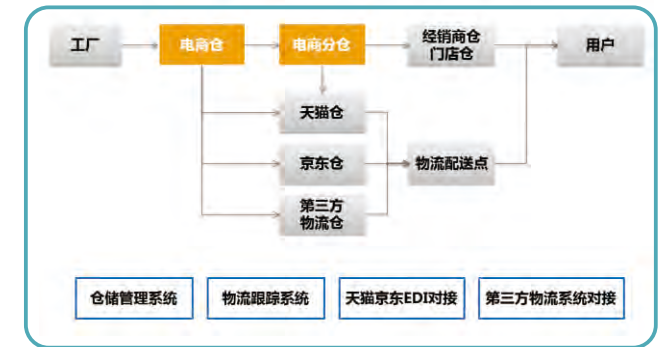 工厂
电商仓
电商分仓
经销商仓
门店仓
用户
天猫仓
京东仓
物流配送点
第三方
物流仓
仓储管理系统
物流跟踪系统
天猫京东EDI对接
第三方物流系统对接